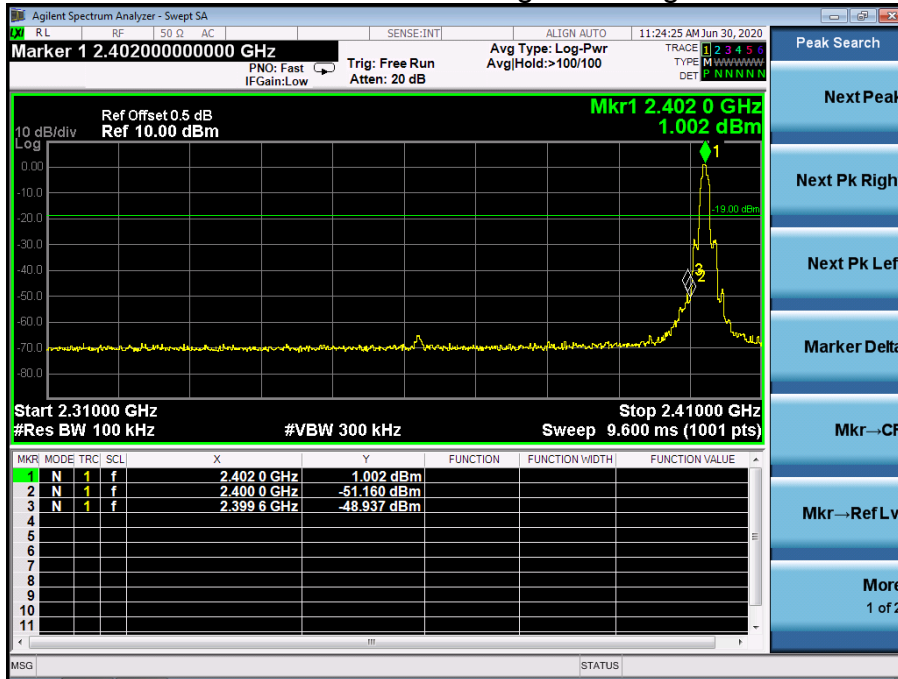 Agilent Spectrum Analyzer - Swept SA
LXI RL RF 50 Ω AC SENSE:INT ALIGN AUTO 11:24:25 AM Jun 30, 2020
Marker 1 2.402000000000 GHz
PNO: Fast
IFGain:Low
Trig: Free Run
Atten: 20 dB
Avg Type: Log-Pwr
Avg|Hold:>100/100
TRACE 1 2 3 4 5 6
TYPE M WWWWW
DET P N N N N N
Peak Search
Next Peak
Next Pk Righ
Next Pk Lef
Marker Delta
Mkr→CF
Mkr→Ref Lv
More
1 of 2
Mkr1 2.402 0 GHz
1.002 dBm
Ref Offset 0.5 dB
10 dB/div Ref 10.00 dBm
Log
1
0.00
-10.0
-20.0
-19.00 dBm
-30.0
-40.0
3
2
-50.0
-60.0
-70.0
-80.0
Start 2.31000 GHz Stop 2.41000 GHz
#Res BW 100 kHz #VBW 300 kHz Sweep 9.600 ms (1001 pts)
MKR MODE TRC SCL X Y FUNCTION FUNCTION WIDTH FUNCTION VALUE
1 N 1 f 2.402 0 GHz 1.002 dBm
2 N 1 f 2.400 0 GHz -51.160 dBm
3 N 1 f 2.399 6 GHz -48.937 dBm
4
5
6
7
8
9
10
11
MSG STATUS